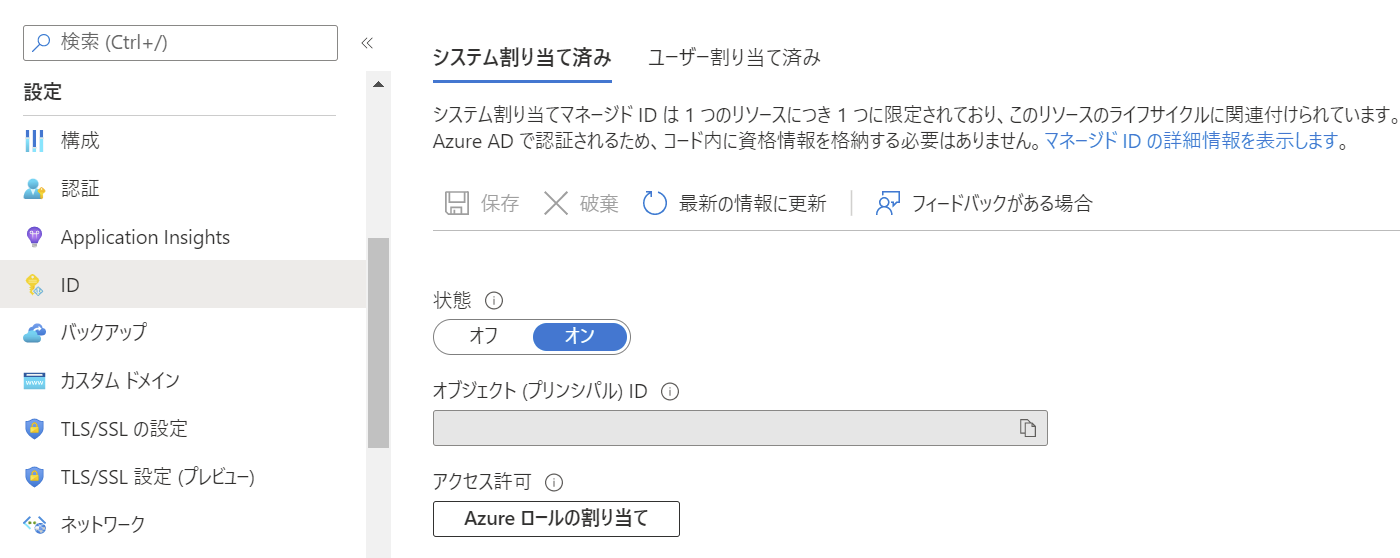 検索 (Ctrl+/)
«
設定
構成
認証
Application Insights
ID
バックアップ
カスタム ドメイン
TLS/SSL の設定
TLS/SSL 設定 (プレビュー)
ネットワーク
システム割り当て済み
ユーザー割り当て済み
システム割り当てマネージド ID は 1 つのリソースにつき 1 つに限定されており、このリソースのライフサイクルに関連付けられています。
Azure AD で認証されるため、コード内に資格情報を格納する必要はありません。マネージド ID の詳細情報を表示します。
保存
破棄
最新の情報に更新
フィードバックがある場合
状態
オフ
オン
オブジェクト (プリンシパル) ID
アクセス許可
Azure ロールの割り当て